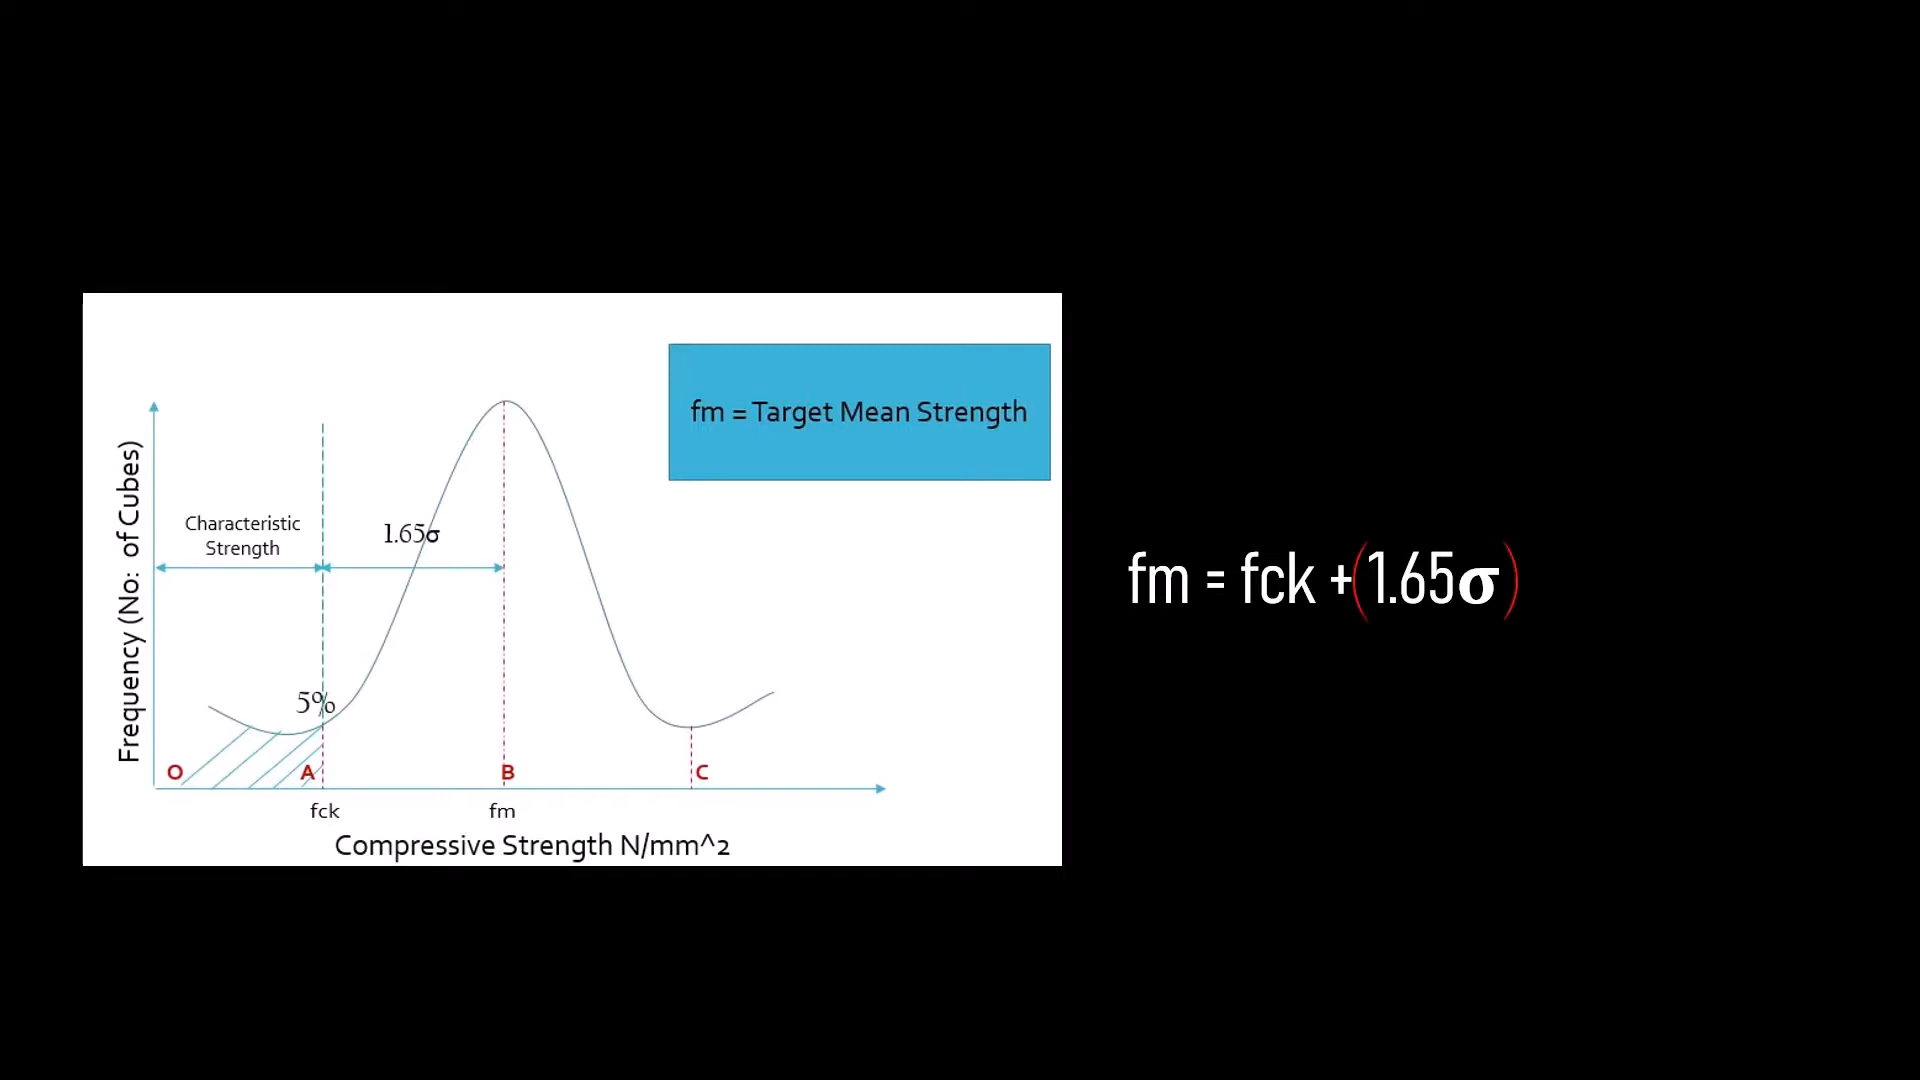 fm = Target Mean Strength
Frequency (No: of Cubes)
Characteristic
Strength
1.65σ
5%
O
A
B
C
fck
fm
Compressive Strength N/mm^2
fm = fck +(1.65σ)